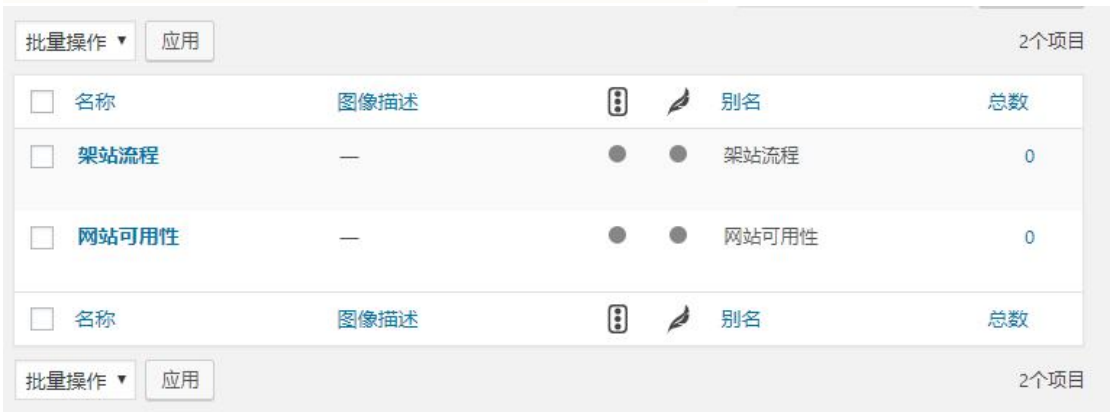 批量操作 应用 2个项目
名称 图像描述 别名 总数
架站流程 — 架站流程 0
网站可用性 — 网站可用性 0
名称 图像描述 别名 总数
批量操作 应用 2个项目